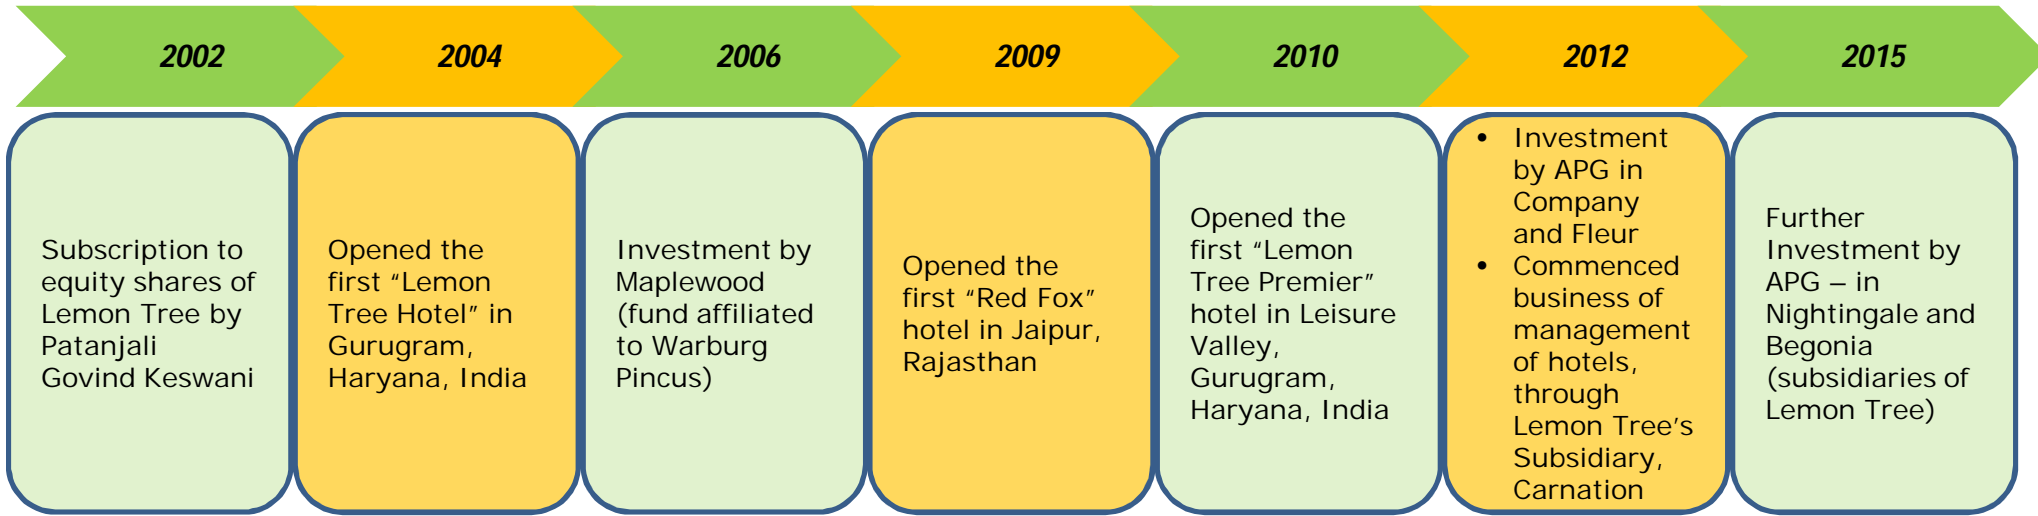 2002
2004
2006
2009
2010
2012
2015
Subscription to
equity shares of
Lemon Tree by
Patanjali
Govind Keswani
Opened the
first “Lemon
Tree Hotel” in
Gurugram,
Haryana, India
Investment by
Maplewood
(fund affiliated
to Warburg
Pincus)
Opened the
first “Red Fox”
hotel in Jaipur,
Rajasthan
Opened the
first “Lemon
Tree Premier”
hotel in Leisure
Valley,
Gurugram,
Haryana, India
• Investment
by APG in
Company
and Fleur
• Commenced
business of
management
of hotels,
through
Lemon Tree’s
Subsidiary,
Carnation
Further
Investment by
APG – in
Nightingale and
Begonia
(subsidiaries of
Lemon Tree)